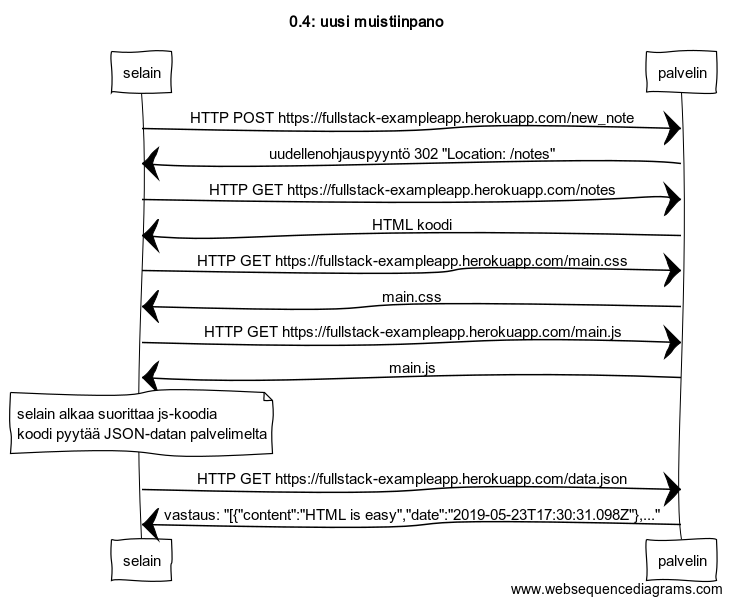 0.4: uusi muistiinpano
selain
palvelin
HTTP POST https://fullstack-exampleapp.herokuapp.com/new_note
uudellenohjauspyyntö 302 "Location: /notes"
HTTP GET https://fullstack-exampleapp.herokuapp.com/notes
HTML koodi
HTTP GET https://fullstack-exampleapp.herokuapp.com/main.css
main.css
HTTP GET https://fullstack-exampleapp.herokuapp.com/main.js
main.js
selain alkaa suorittaa js-koodia
koodi pyytää JSON-datan palvelimelta
HTTP GET https://fullstack-exampleapp.herokuapp.com/data.json
vastaus: "[{"content":"HTML is easy","date":"2019-05-23T17:30:31.098Z"},..."
selain
palvelin
www.websequencediagrams.com